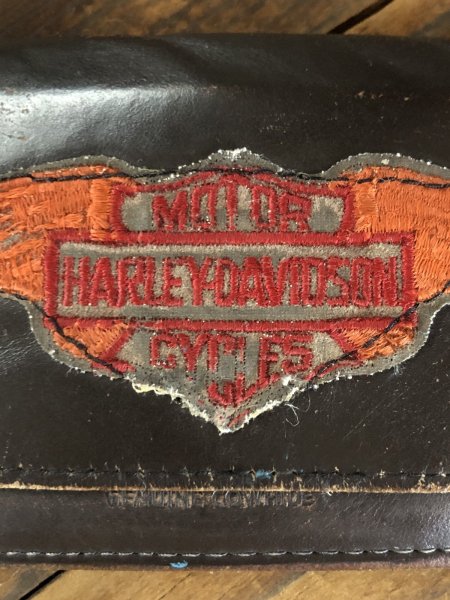 MOTOR
HARLEY-DAVIDSON
CYCLES
GENUINE COWHIDE